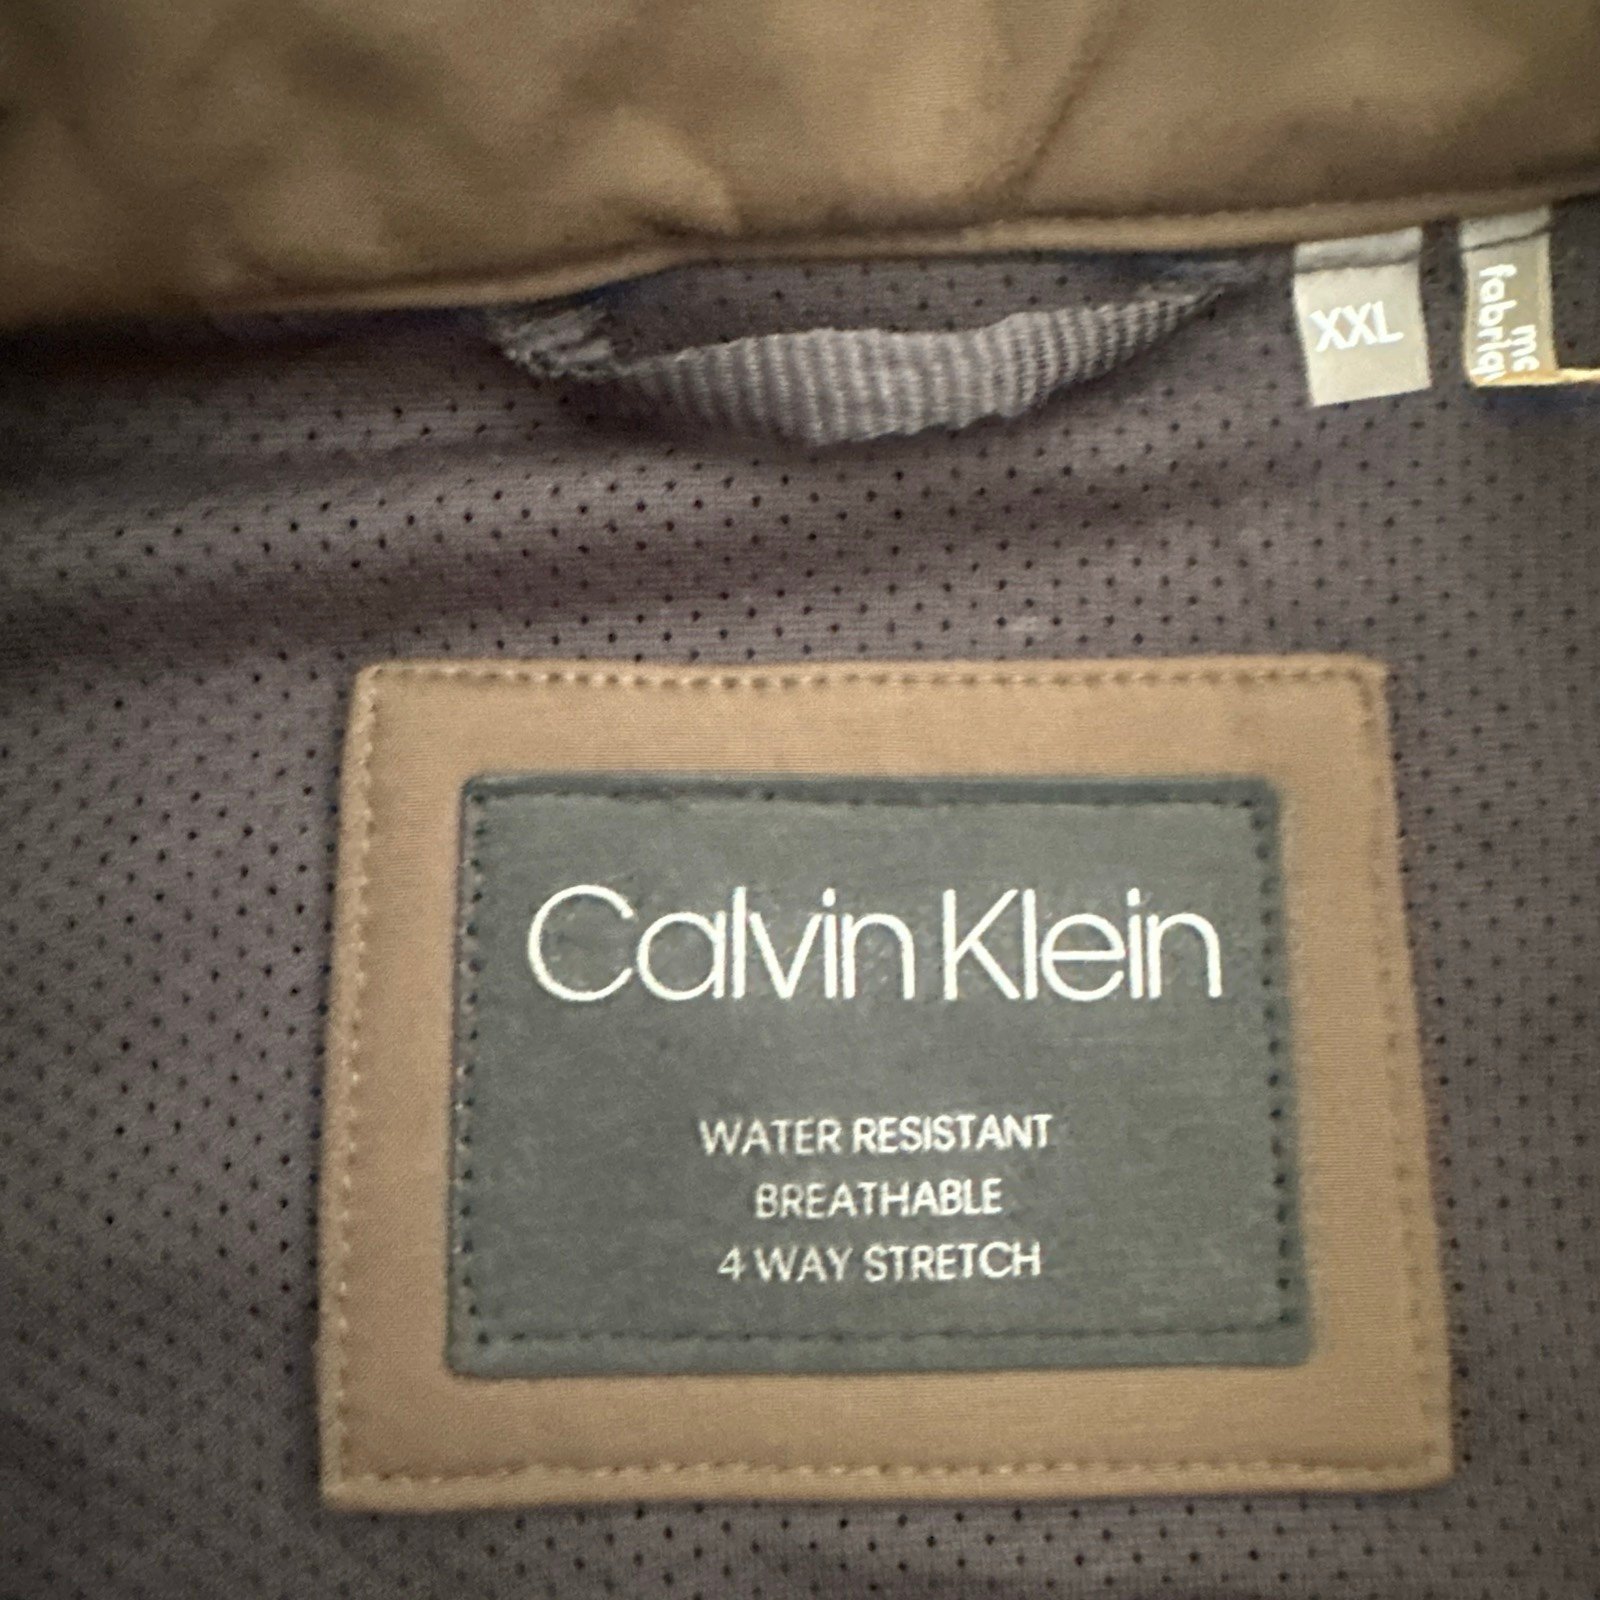 XXL
Calvin Klein
WATER RESISTANT
BREATHABLE
4 WAY STRETCH